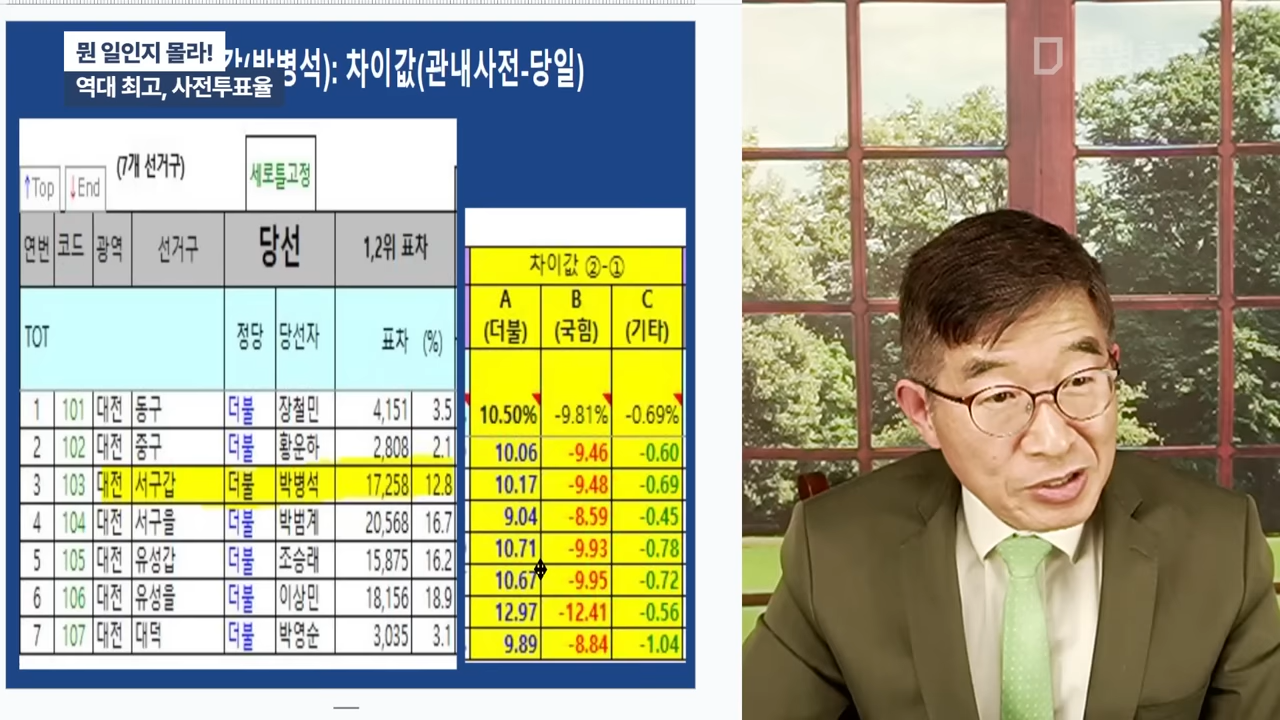 뭔 일인지 몰라!
역대 최고, 사전투표율
(박병석): 차이값(관내사전-당일)
(7개 선거구)
세로틀고정
↑Top ↓End
연번 코드 광역 선거구 당선 1,2위 표차
TOT 정당 당선자 표차 (%)
1 101 대전 동구 더불 장철민 4,151 3.5
2 102 대전 중구 더불 황운하 2,808 2.1
3 103 대전 서구갑 더불 박병석 17,258 12.8
4 104 대전 서구을 더불 박범계 20,568 16.7
5 105 대전 유성갑 더불 조승래 15,875 16.2
6 106 대전 유성을 더불 이상민 18,156 18.9
7 107 대전 대덕 더불 박영순 3,035 3.1
차이값 ②-①
A B C
(더불) (국힘) (기타)
10.50% -9.81% -0.69%
10.06 -9.46 -0.60
10.17 -9.48 -0.69
9.04 -8.59 -0.45
10.71 -9.93 -0.78
10.67 -9.95 -0.72
12.97 -12.41 -0.56
9.89 -8.84 -1.04